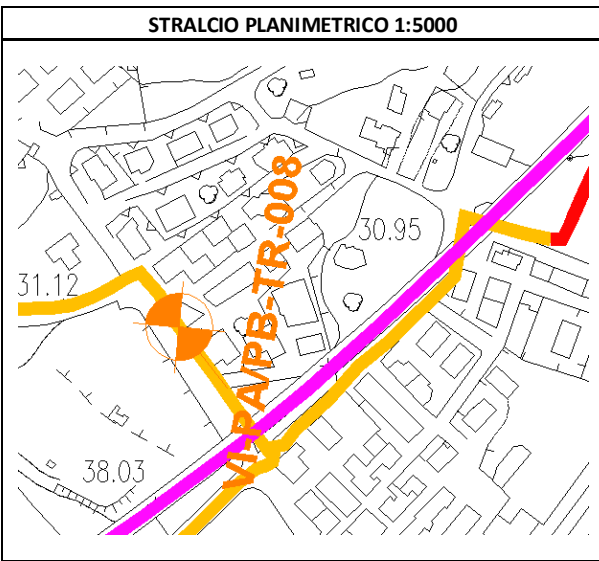 STRALCIO PLANIMETRICO 1:5000
VI-PA/PB-TR-008
30.95
31.12
38.03